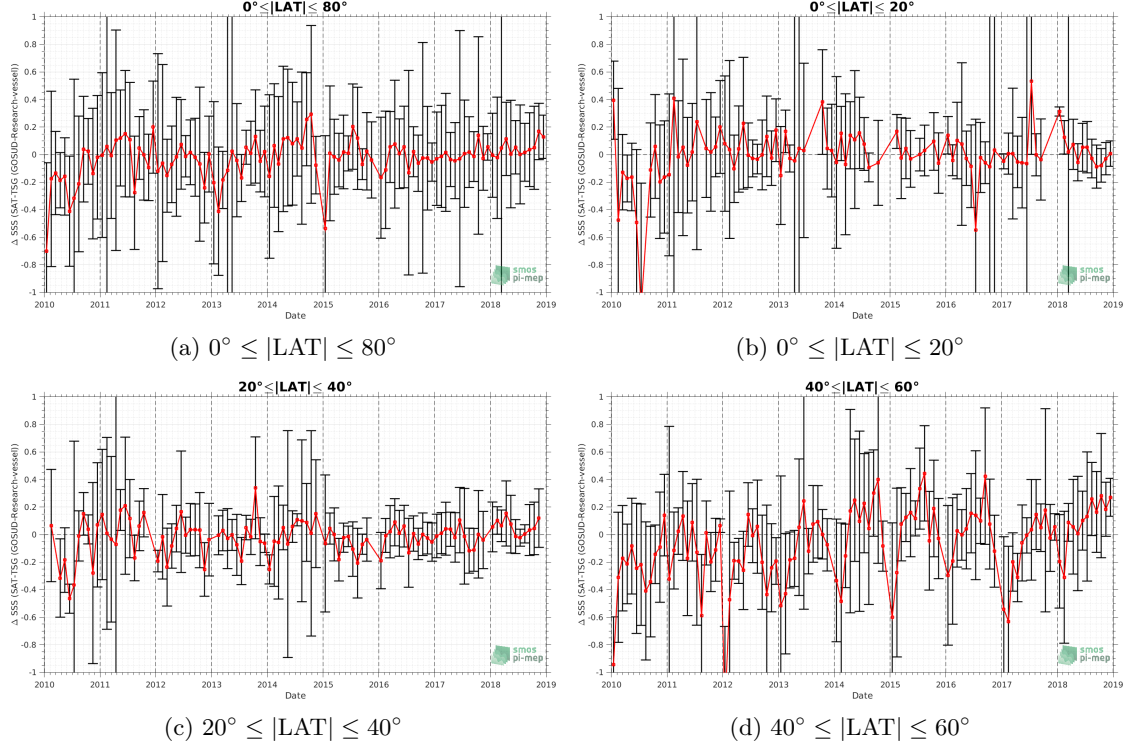 0°≤|LAT|≤ 80°
Δ SSS (SAT-TSG (GOSUD-Research-vessel))
1
0.8
0.6
0.4
0.2
0
-0.2
-0.4
-0.6
-0.8
-1
2010 2011 2012 2013 2014 2015 2016 2017 2018 2019
Date
smos
pi-mep
(a) 0° ≤ |LAT| ≤ 80°
0°≤|LAT|≤ 20°
Δ SSS (SAT-TSG (GOSUD-Research-vessel))
1
0.8
0.6
0.4
0.2
0
-0.2
-0.4
-0.6
-0.8
-1
2010 2011 2012 2013 2014 2015 2016 2017 2018 2019
Date
smos
pi-mep
(b) 0° ≤ |LAT| ≤ 20°
20°≤|LAT|≤ 40°
Δ SSS (SAT-TSG (GOSUD-Research-vessel))
1
0.8
0.6
0.4
0.2
0
-0.2
-0.4
-0.6
-0.8
-1
2010 2011 2012 2013 2014 2015 2016 2017 2018 2019
Date
smos
pi-mep
(c) 20° ≤ |LAT| ≤ 40°
40°≤|LAT|≤ 60°
Δ SSS (SAT-TSG (GOSUD-Research-vessel))
1
0.8
0.6
0.4
0.2
0
-0.2
-0.4
-0.6
-0.8
-1
2010 2011 2012 2013 2014 2015 2016 2017 2018 2019
Date
smos
pi-mep
(d) 40° ≤ |LAT| ≤ 60°